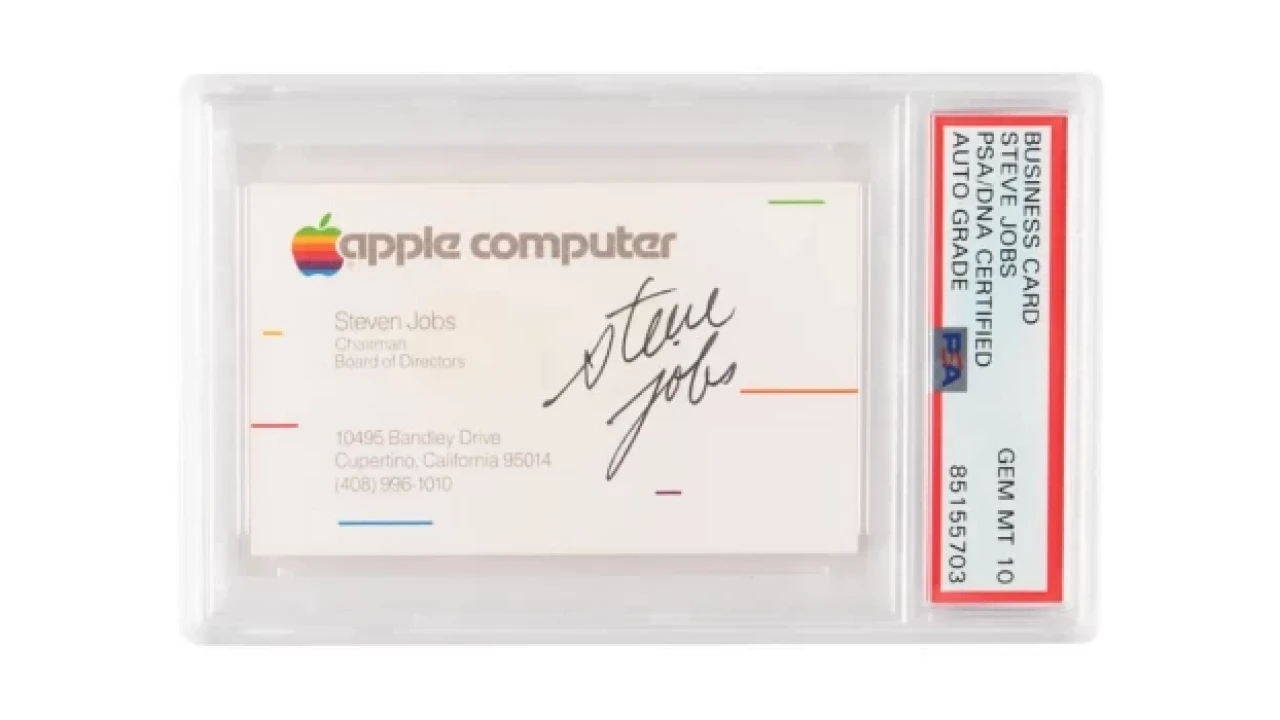 apple computer
Steven Jobs
Chairman
Board of Directors
steve
jobs
10495 Bandley Drive
Cupertino, California 95014
(408) 996-1010
BUSINESS CARD
STEVE JOBS
PSA/DNA CERTIFIED
AUTO GRADE
PSA
GEM MT 10
85155703